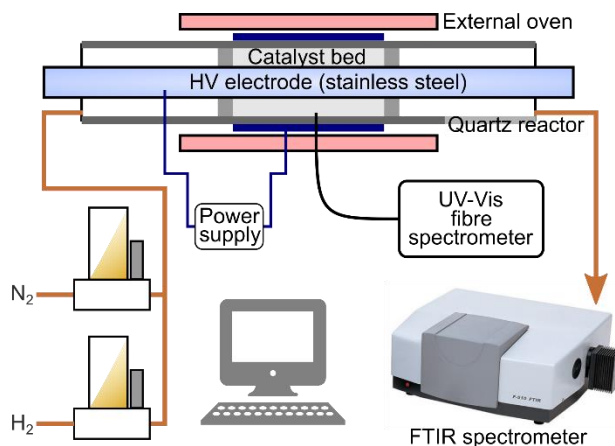 External oven
Catalyst bed
HV electrode (stainless steel)
Quartz reactor
Power
supply
UV-Vis
fibre
spectrometer
N₂
H₂
FTIR spectrometer